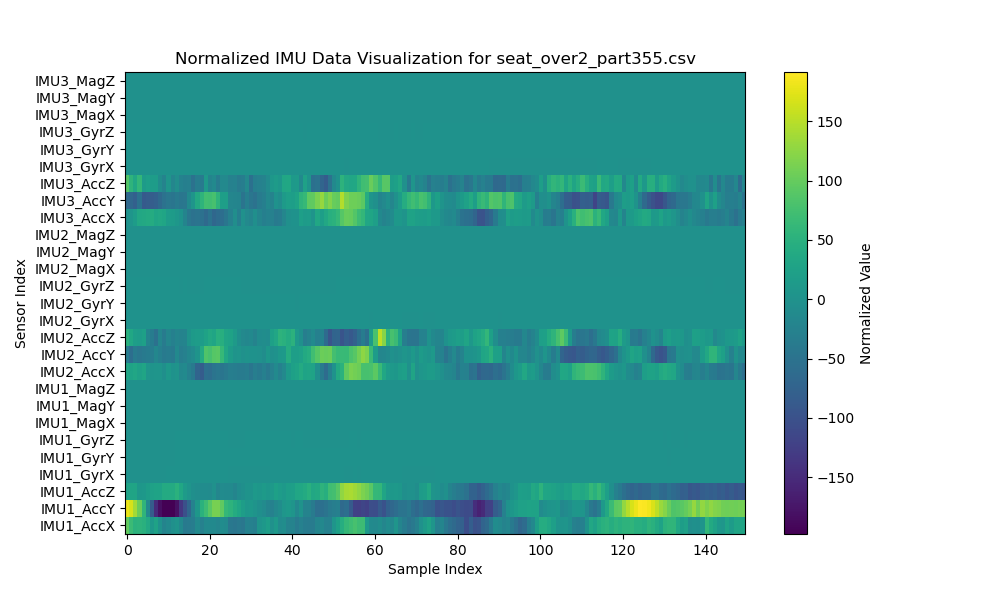 Normalized IMU Data Visualization for seat_over2_part355.csv
IMU3_MagZ
IMU3_MagY
IMU3_MagX
IMU3_GyrZ
IMU3_GyrY
IMU3_GyrX
IMU3_AccZ
IMU3_AccY
IMU3_AccX
IMU2_MagZ
IMU2_MagY
IMU2_MagX
IMU2_GyrZ
IMU2_GyrY
IMU2_GyrX
IMU2_AccZ
IMU2_AccY
IMU2_AccX
IMU1_MagZ
IMU1_MagY
IMU1_MagX
IMU1_GyrZ
IMU1_GyrY
IMU1_GyrX
IMU1_AccZ
IMU1_AccY
IMU1_AccX
Sensor Index
0 20 40 60 80 100 120 140
Sample Index
150
100
50
0
−50
−100
−150
Normalized Value